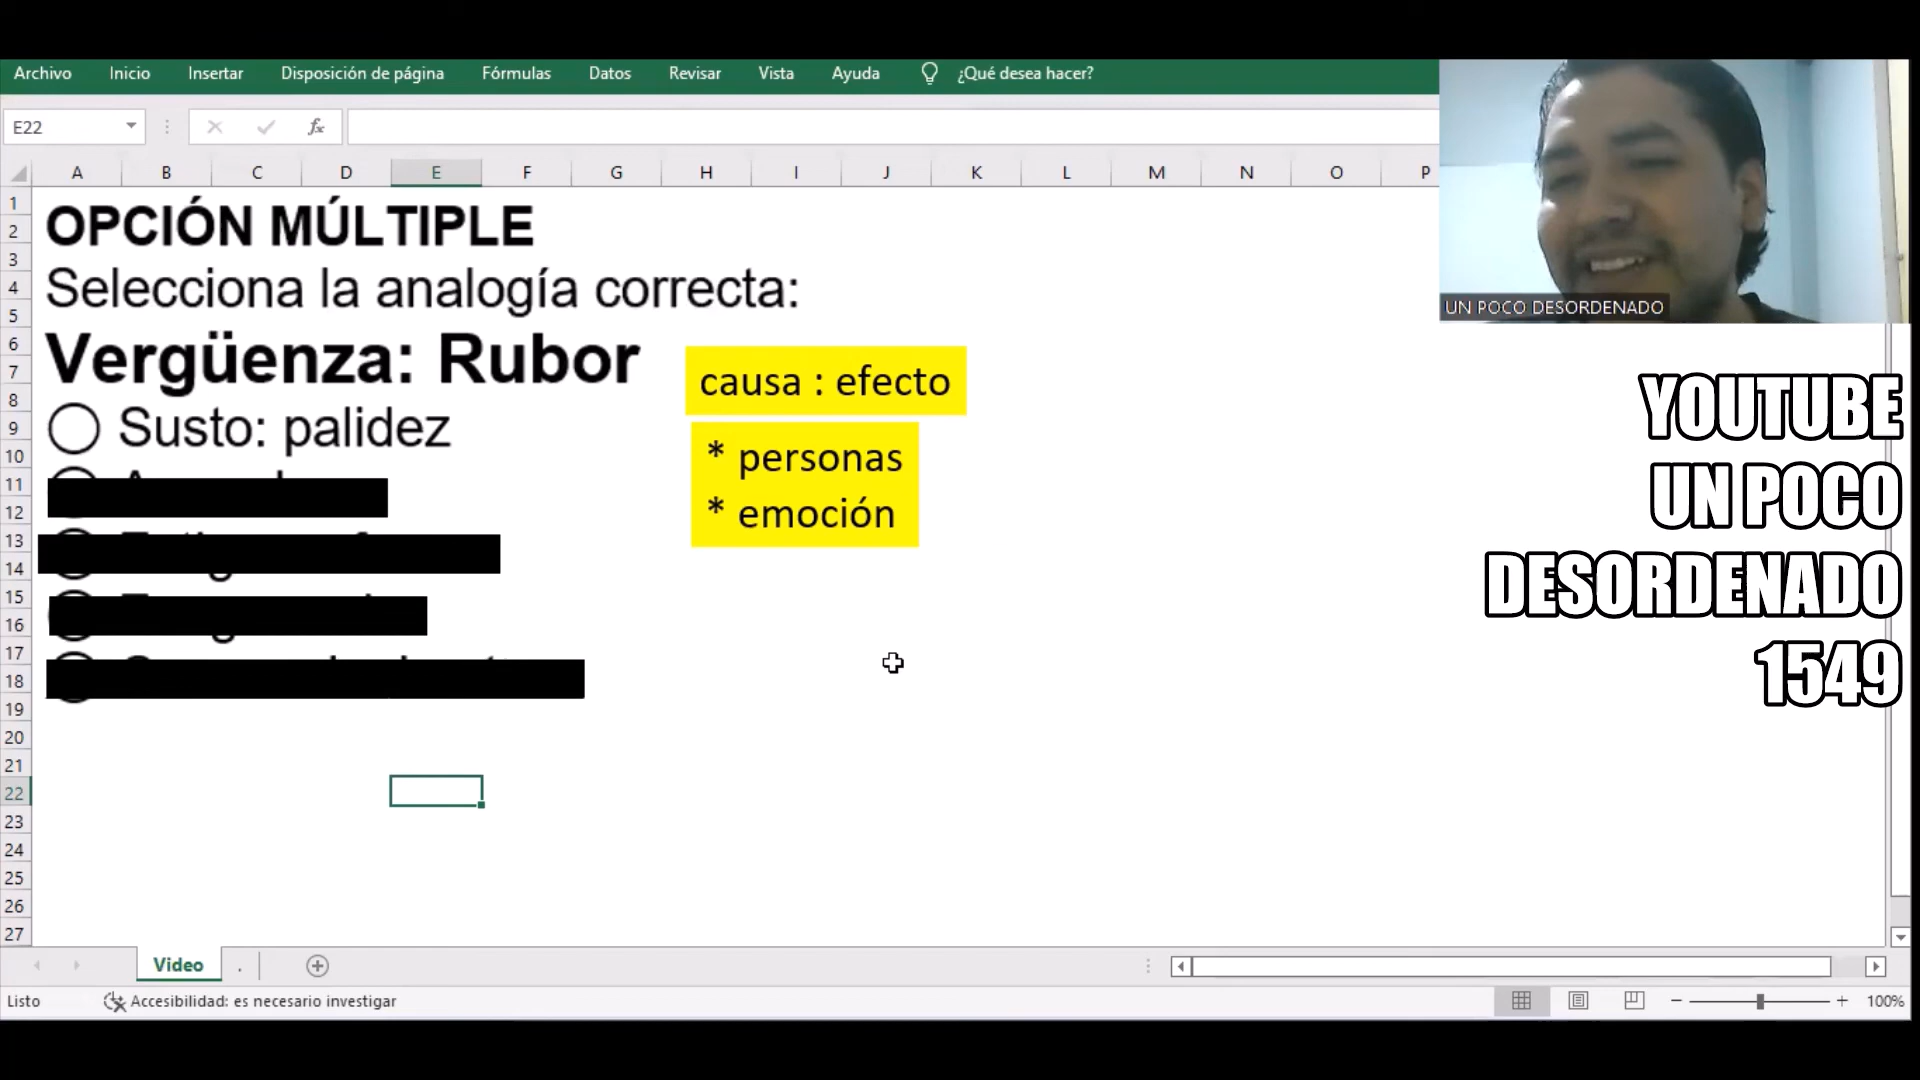 Archivo Inicio Insertar Disposición de página Fórmulas Datos Revisar Vista Ayuda ¿Qué desea hacer?
E22 fx
A B C D E F G H I J K L M N O P
1
2
3
4
5
6
7
8
9
10
11
12
13
14
15
16
17
18
19
20
21
22
23
24
25
26
27
OPCIÓN MÚLTIPLE
Selecciona la analogía correcta:
Vergüenza: Rubor
Susto: palidez
causa : efecto
* personas
* emoción
UN POCO DESORDENADO
YOUTUBE
UN POCO
DESORDENADO
1549
Video .
Listo Accesibilidad: es necesario investigar 100%